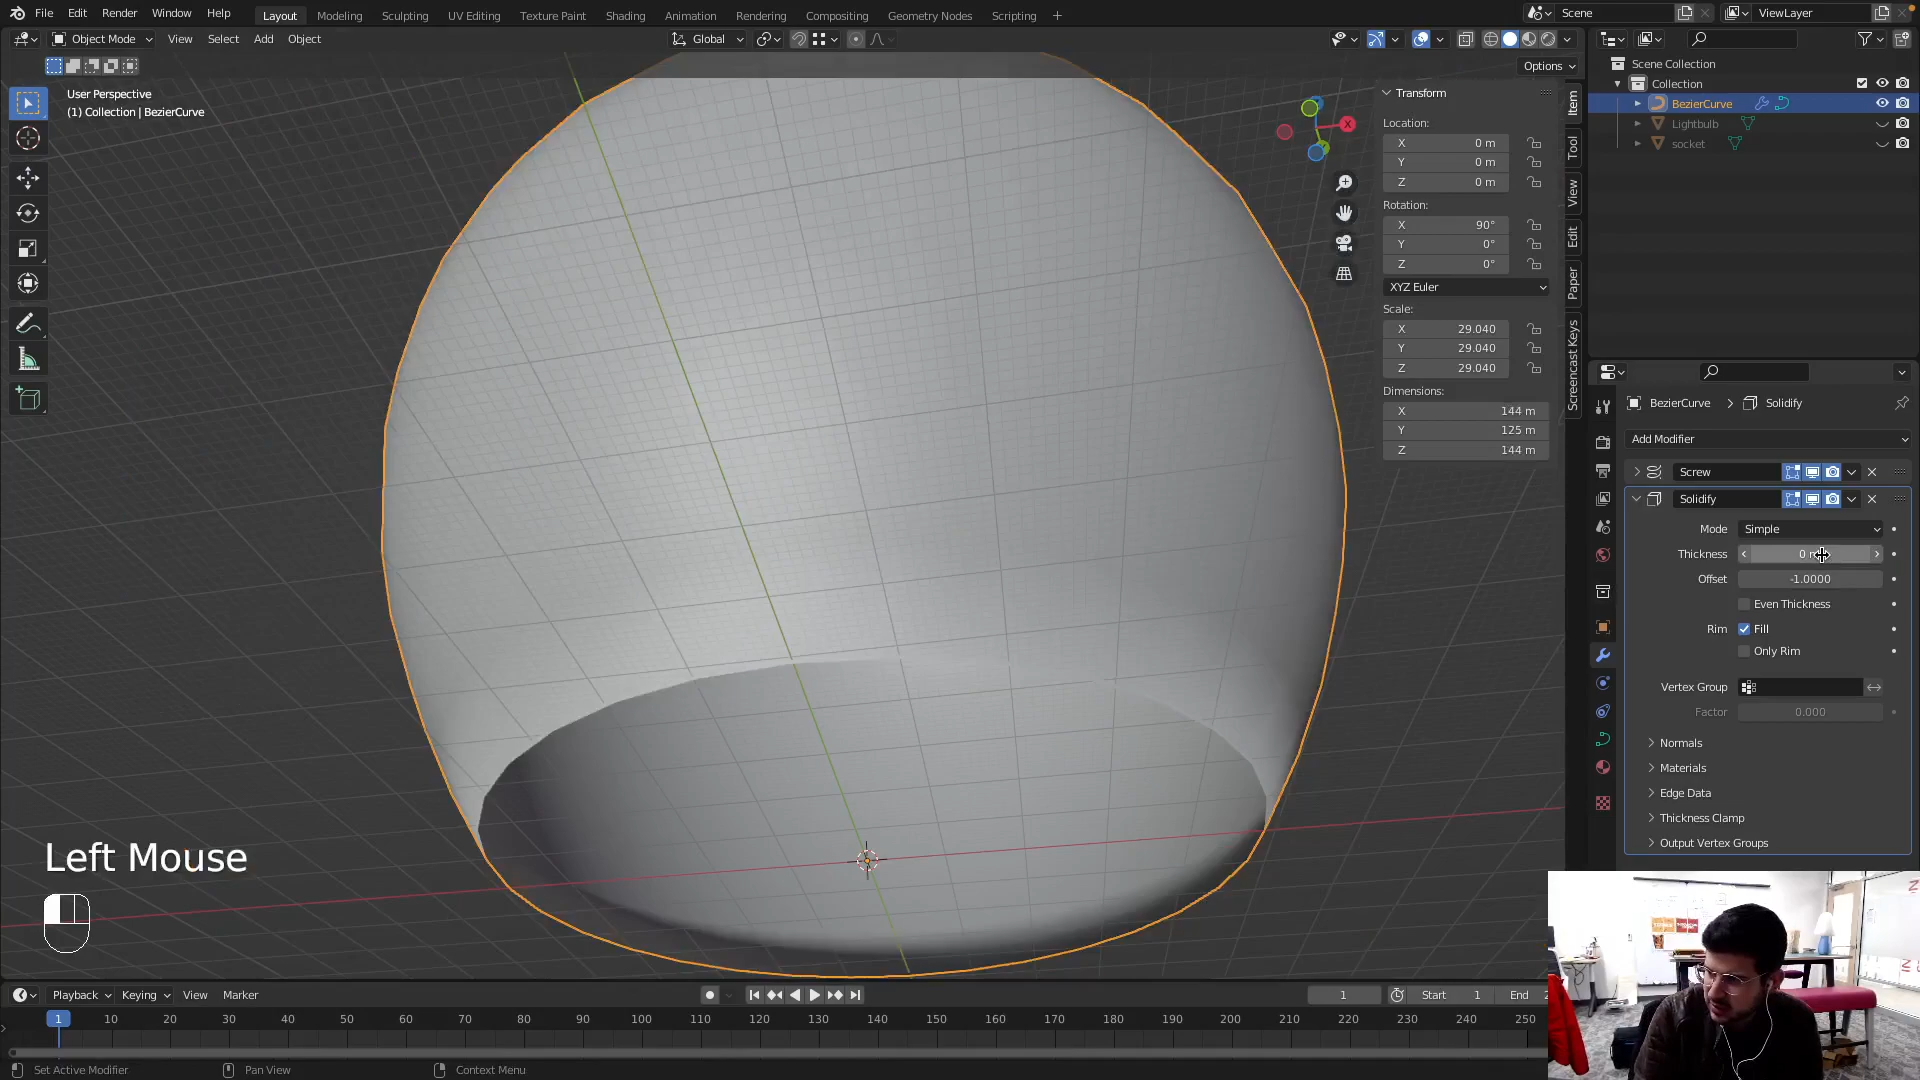 File Edit Render Window Help
Layout Modeling Sculpting UV Editing Texture Paint Shading Animation Rendering Compositing Geometry Nodes Scripting +
Scene
ViewLayer
Object Mode View Select Add Object
Global
Options
User Perspective
(1) Collection | BezierCurve
X
Transform
Location:
X 0 m
Y 0 m
Z 0 m
Rotation:
X 90°
Y 0°
Z 0°
XYZ Euler
Scale:
X 29.040
Y 29.040
Z 29.040
Dimensions:
X 144 m
Y 125 m
Z 144 m
Item
Tool
View
Edit
Paper
Screencast Keys
Scene Collection
Collection
BezierCurve
Lightbulb
socket
BezierCurve > Solidify
Add Modifier
Screw
Solidify
Mode Simple
Thickness
Offset -1.0000
Even Thickness
Rim Fill
Only Rim
Vertex Group
Factor 0.000
Normals
Materials
Edge Data
Thickness Clamp
Output Vertex Groups
Left Mouse
Playback Keying View Marker
1 Start 1 End
1 10 20 30 40 50 60 70 80 90 100 110 120 130 140 150 160 170 180 190 200 210 220 230 240 250
Set Active Modifier Pan View Context Menu